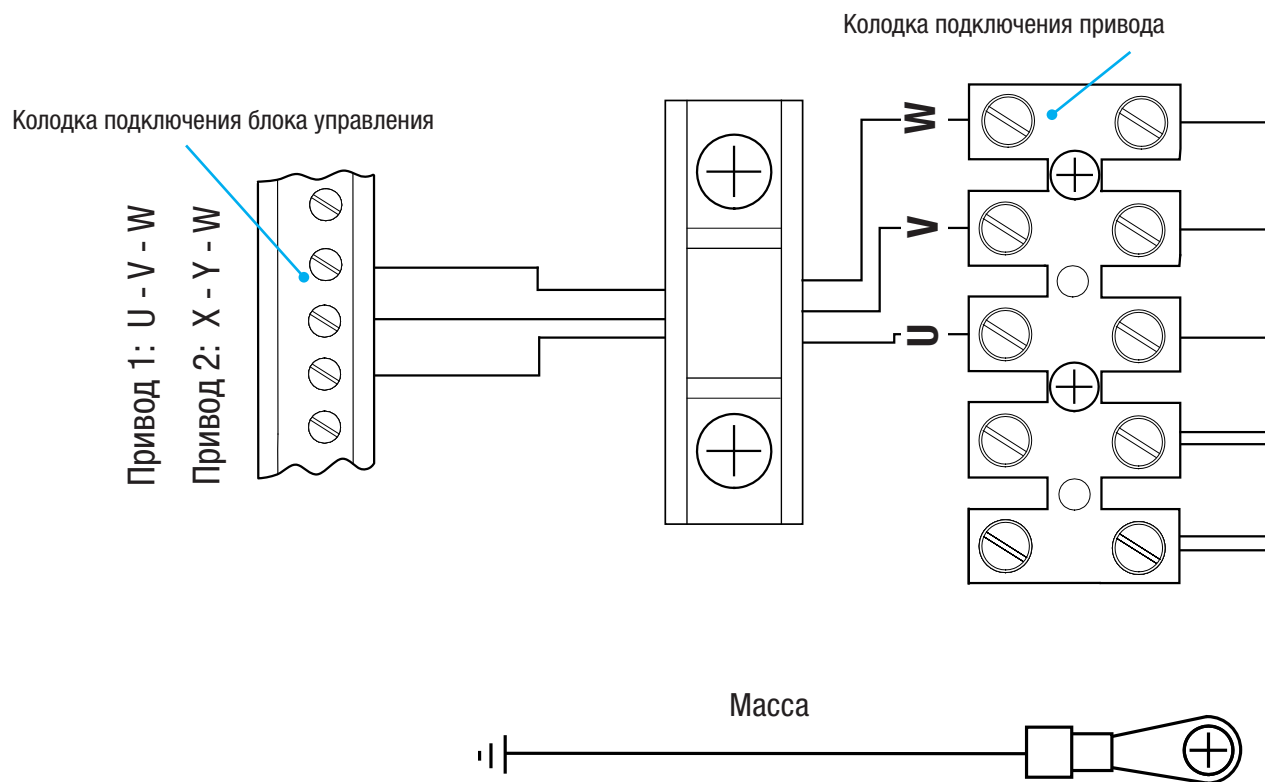 Колодка подключения привода
Колодка подключения блока управления
Привод 1: U - V - W
Привод 2: X - Y - W
W
V
U
Масса